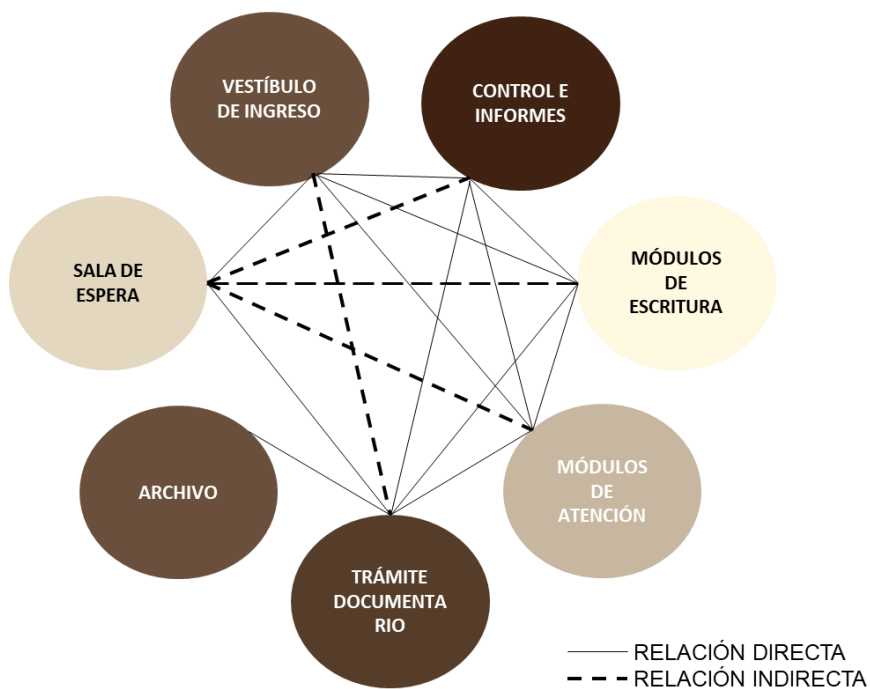 VESTÍBULO
DE INGRESO
CONTROL E
INFORMES
SALA DE
ESPERA
MÓDULOS
DE
ESCRITURA
ARCHIVO
MÓDULOS
DE
ATENCIÓN
TRÁMITE
DOCUMENTA
RIO
RELACIÓN DIRECTA
RELACIÓN INDIRECTA